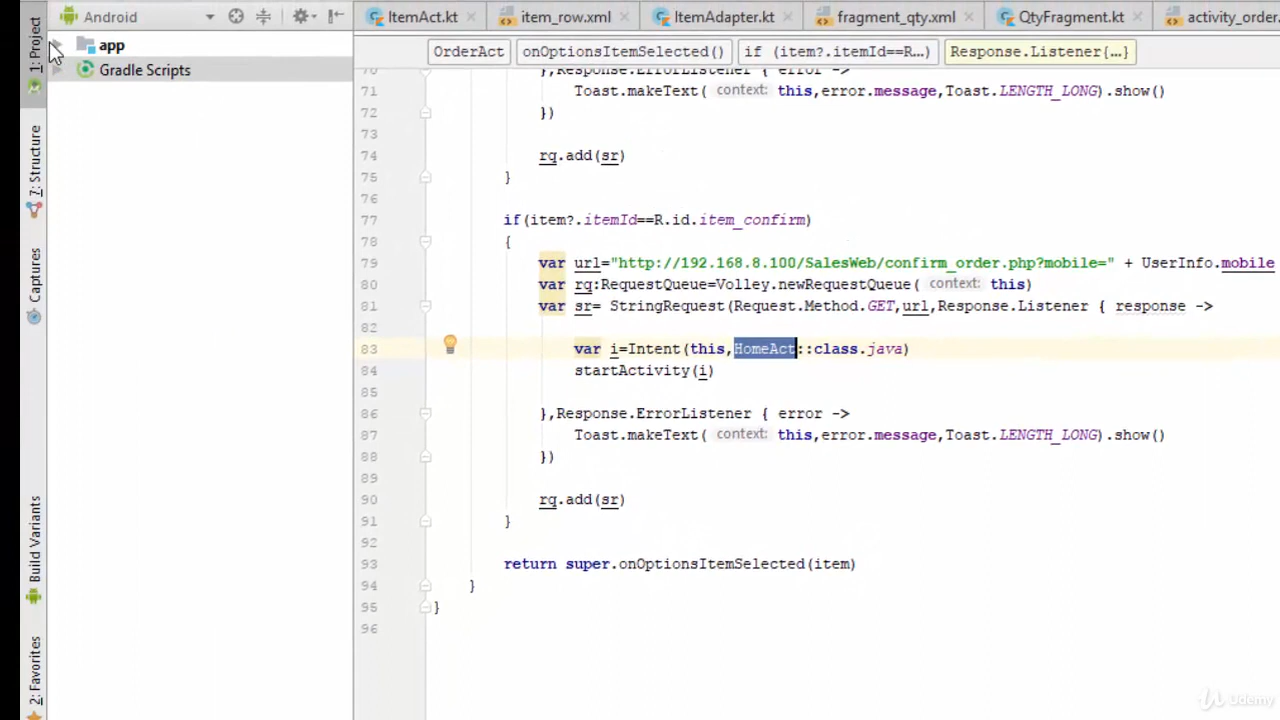 Android
ItemAct.kt
item_row.xml
ItemAdapter.kt
fragment_qty.xml
QtyFragment.kt
activity_order.
1: Project
app
Gradle Scripts
7: Structure
Captures
Build Variants
2: Favorites
OrderAct
onOptionsItemSelected()
if (item?.itemId==R…)
Response.Listener{…}
70 },Response.ErrorListener { error ->
71 Toast.makeText( context: this,error.message,Toast.LENGTH_LONG).show()
72 })
73
74 rq.add(sr)
75 }
76
77 if(item?.itemId==R.id.item_confirm)
78 {
79 var url="http://192.168.8.100/SalesWeb/confirm_order.php?mobile=" + UserInfo.mobile
80 var rq:RequestQueue=Volley.newRequestQueue( context: this)
81 var sr= StringRequest(Request.Method.GET,url,Response.Listener { response ->
82
83 var i=Intent(this,HomeAct::class.java)
84 startActivity(i)
85
86 },Response.ErrorListener { error ->
87 Toast.makeText( context: this,error.message,Toast.LENGTH_LONG).show()
88 })
89
90 rq.add(sr)
91 }
92
93 return super.onOptionsItemSelected(item)
94 }
95 }
96
Udemy